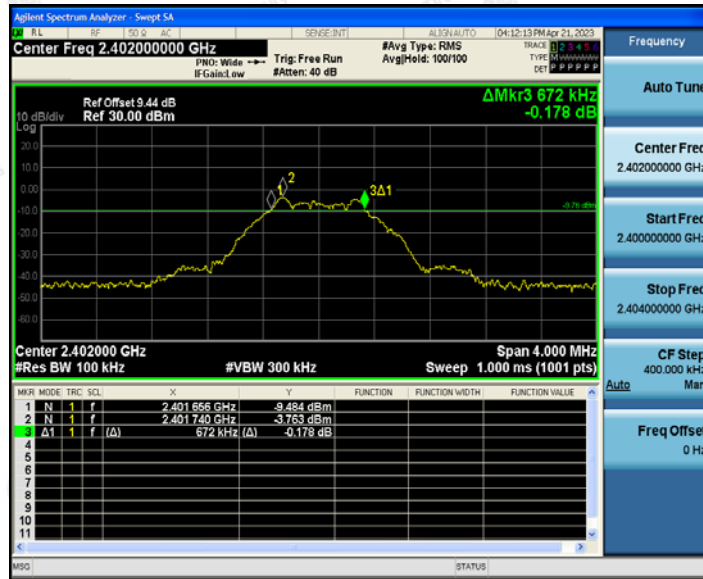 Agilent Spectrum Analyzer - Swept SA
RL RF 50 Ω AC SENSE:INT ALIGNAUTO 04:12:13 PM Apr 21, 2023
Center Freq 2.402000000 GHz
PNO: Wide
IFGain:Low
Trig: Free Run
#Atten: 40 dB
#Avg Type: RMS
Avg|Hold: 100/100
TRACE 1 2 3 4 5 6
TYPE M
DET P P P P P P
Ref Offset 9.44 dB
10 dB/div Ref 30.00 dBm
Log
ΔMkr3 672 kHz
-0.178 dB
20.0
10.0
0.00
-10.0
-20.0
-30.0
-40.0
-50.0
-60.0
1
2
3Δ1
-9.76 dBm
Center 2.402000 GHz Span 4.000 MHz
#Res BW 100 kHz #VBW 300 kHz Sweep 1.000 ms (1001 pts)
MKR MODE TRC SCL X Y FUNCTION FUNCTION WIDTH FUNCTION VALUE
1 N 1 f 2.401 656 GHz -9.484 dBm
2 N 1 f 2.401 740 GHz -3.763 dBm
3 Δ1 1 f (Δ) 672 kHz (Δ) -0.178 dB
4
5
6
7
8
9
10
11
MSG STATUS
Frequency
Auto Tune
Center Freq
2.402000000 GHz
Start Freq
2.400000000 GHz
Stop Freq
2.404000000 GHz
CF Step
400.000 kHz
Auto Man
Freq Offset
0 Hz